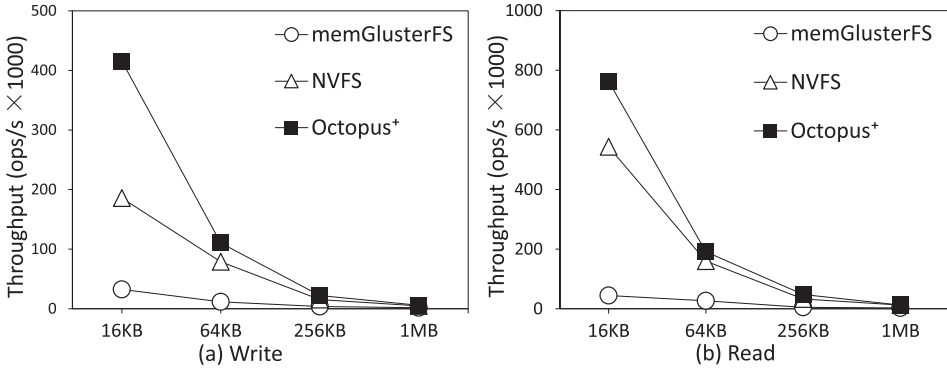 Throughput (ops/s ×1000)
500
400
300
200
100
0
memGlusterFS
NVFS
Octopus⁺
16KB 64KB 256KB 1MB
(a) Write
Throughput (ops/s ×1000)
1000
800
600
400
200
0
memGlusterFS
NVFS
Octopus⁺
16KB 64KB 256KB 1MB
(b) Read